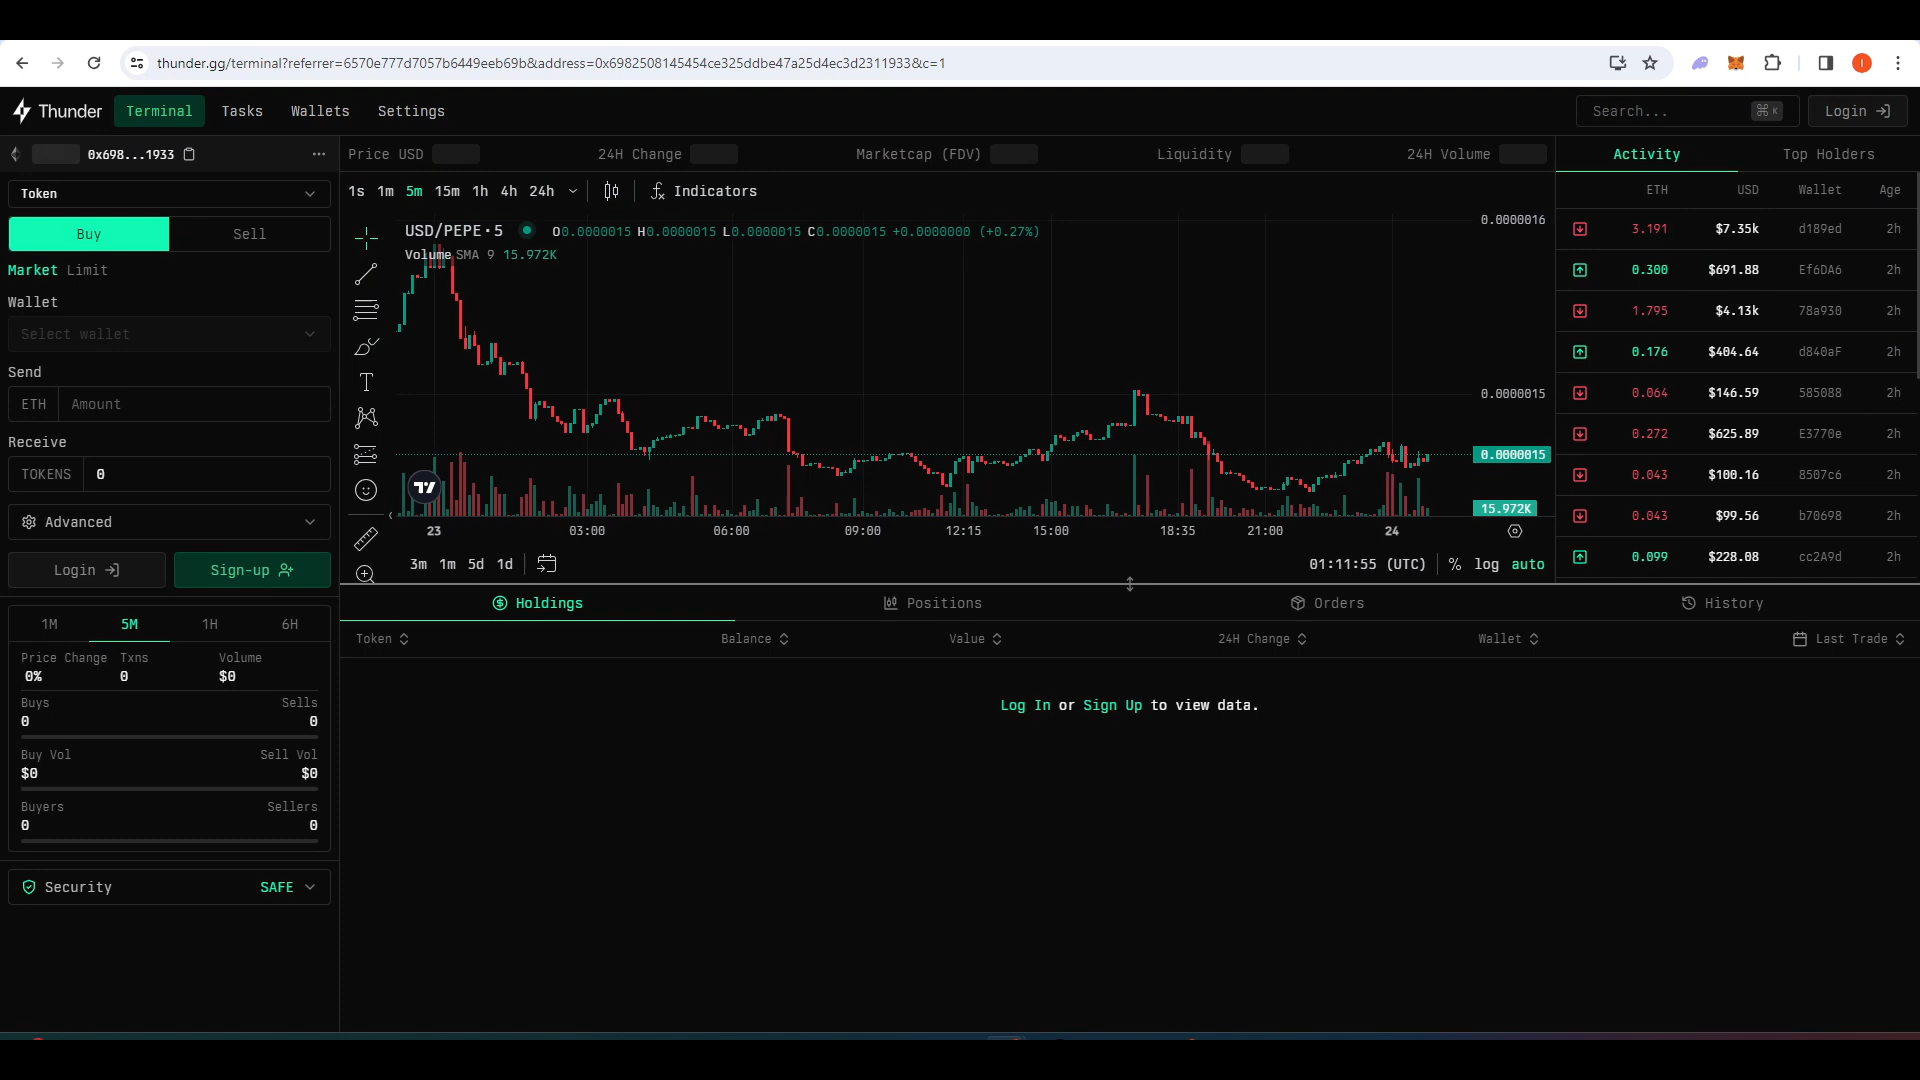 thunder.gg/terminal?referrer=6570e777d7057b6449eeb69b&address=0x6982508145454ce325ddbe47a25d4ec3d2311933&c=1
Thunder Terminal Tasks Wallets Settings Search... ⌘ K Login
0x698...1933 ...
Price USD 24H Change Marketcap (FDV) Liquidity 24H Volume
Activity Top Holders
Token
Buy Sell
Market Limit
Wallet
Select wallet
Send
ETH Amount
Receive
TOKENS 0
Advanced
Login Sign-up
1M 5M 1H 6H
Price Change Txns Volume
0% 0 $0
Buys Sells
0 0
Buy Vol Sell Vol
$0 $0
Buyers Sellers
0 0
Security SAFE
1s 1m 5m 15m 1h 4h 24h Indicators
USD/PEPE·5 O0.0000015 H0.0000015 L0.0000015 C0.0000015 +0.0000000 (+0.27%)
Volume SMA 9 15.972K
0.0000016
0.0000015
0.0000015
15.972K
23 03:00 06:00 09:00 12:15 15:00 18:35 21:00 24
3m 1m 5d 1d 01:11:55 (UTC) % log auto
ETH USD Wallet Age
3.191 $7.35k d189ed 2h
0.300 $691.88 Ef6DA6 2h
1.795 $4.13k 78a930 2h
0.176 $404.64 d840aF 2h
0.064 $146.59 585088 2h
0.272 $625.89 E3770e 2h
0.043 $100.16 8507c6 2h
0.043 $99.56 b70698 2h
0.099 $228.08 cc2A9d 2h
Holdings Positions Orders History
Token Balance Value 24H Change Wallet Last Trade
Log In or Sign Up to view data.